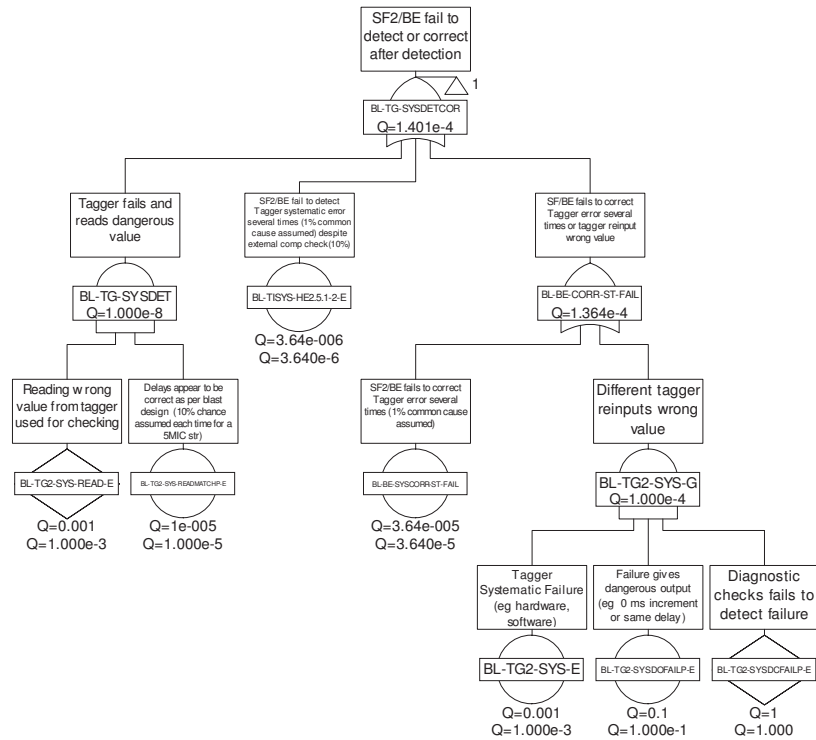 SF2/BE fail to
detect or correct
after detection
1
BL-TG-SYSDETCOR
Q=1.401e-4
Tagger fails and
reads dangerous
value
BL-TG-SYSDET
Q=1.000e-8
SF2/BE fail to detect
Tagger systematic error
several times (1% common
cause assumed) despite
external comp check(10%)
BL-TISYS-HE2.5.1-2-E
Q=3.64e-006
Q=3.640e-6
SF/BE fails to correct
Tagger error several
times or tagger reinput
wrong value
BL-BE-CORR-ST-FAIL
Q=1.364e-4
Reading wrong
value from tagger
used for checking
BL-TG2-SYS-READ-E
Q=0.001
Q=1.000e-3
Delays appear to be
correct as per blast
design (10% chance
assumed each time for a
5MIC str)
BL-TG2-SYS-READMATCHP-E
Q=1e-005
Q=1.000e-5
SF2/BE fails to correct
Tagger error several
times (1% common cause
assumed)
BL-BE-SYSCORR-ST-FAIL
Q=3.64e-005
Q=3.640e-5
Different tagger
reinputs wrong
value
BL-TG2-SYS-G
Q=1.000e-4
Tagger
Systematic Failure
(eg hardware,
software)
BL-TG2-SYS-E
Q=0.001
Q=1.000e-3
Failure gives
dangerous output
(eg 0 ms increment
or same delay)
BL-TG2-SYSDOFAILP-E
Q=0.1
Q=1.000e-1
Diagnostic
checks fails to
detect failure
BL-TG2-SYSDCFAILP-E
Q=1
Q=1.000